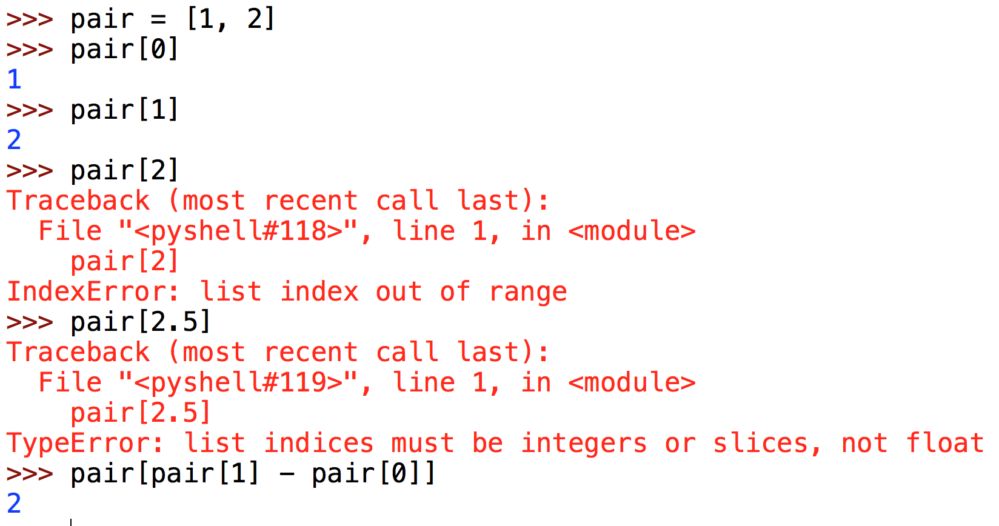 >>> pair = [1, 2]
>>> pair[0]
1
>>> pair[1]
2
>>> pair[2]
Traceback (most recent call last):
  File "<pyshell#118>", line 1, in <module>
    pair[2]
IndexError: list index out of range
>>> pair[2.5]
Traceback (most recent call last):
  File "<pyshell#119>", line 1, in <module>
    pair[2.5]
TypeError: list indices must be integers or slices, not float
>>> pair[pair[1] - pair[0]]
2